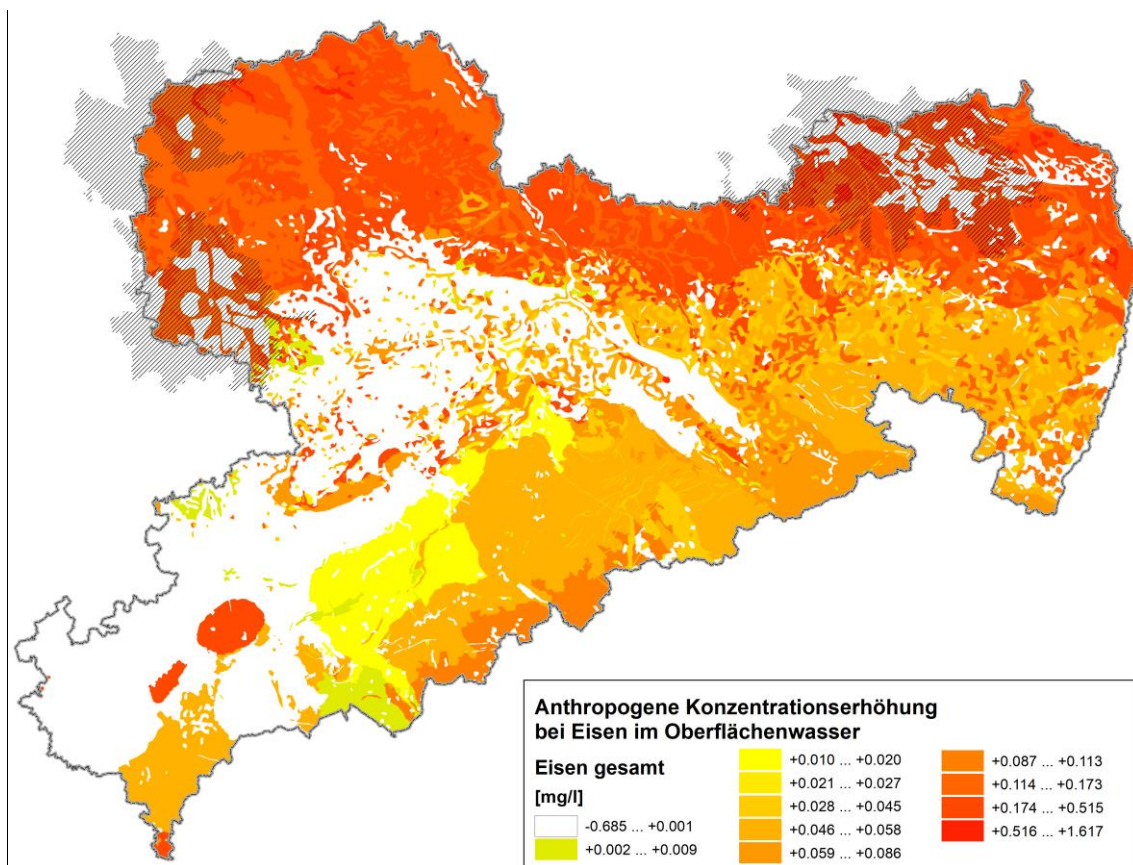 Anthropogene Konzentrationserhöhung
bei Eisen im Oberflächenwasser
Eisen gesamt
[mg/l]
-0.685 ... +0.001
+0.002 ... +0.009
+0.010 ... +0.020
+0.021 ... +0.027
+0.028 ... +0.045
+0.046 ... +0.058
+0.059 ... +0.086
+0.087 ... +0.113
+0.114 ... +0.173
+0.174 ... +0.515
+0.516 ... +1.617